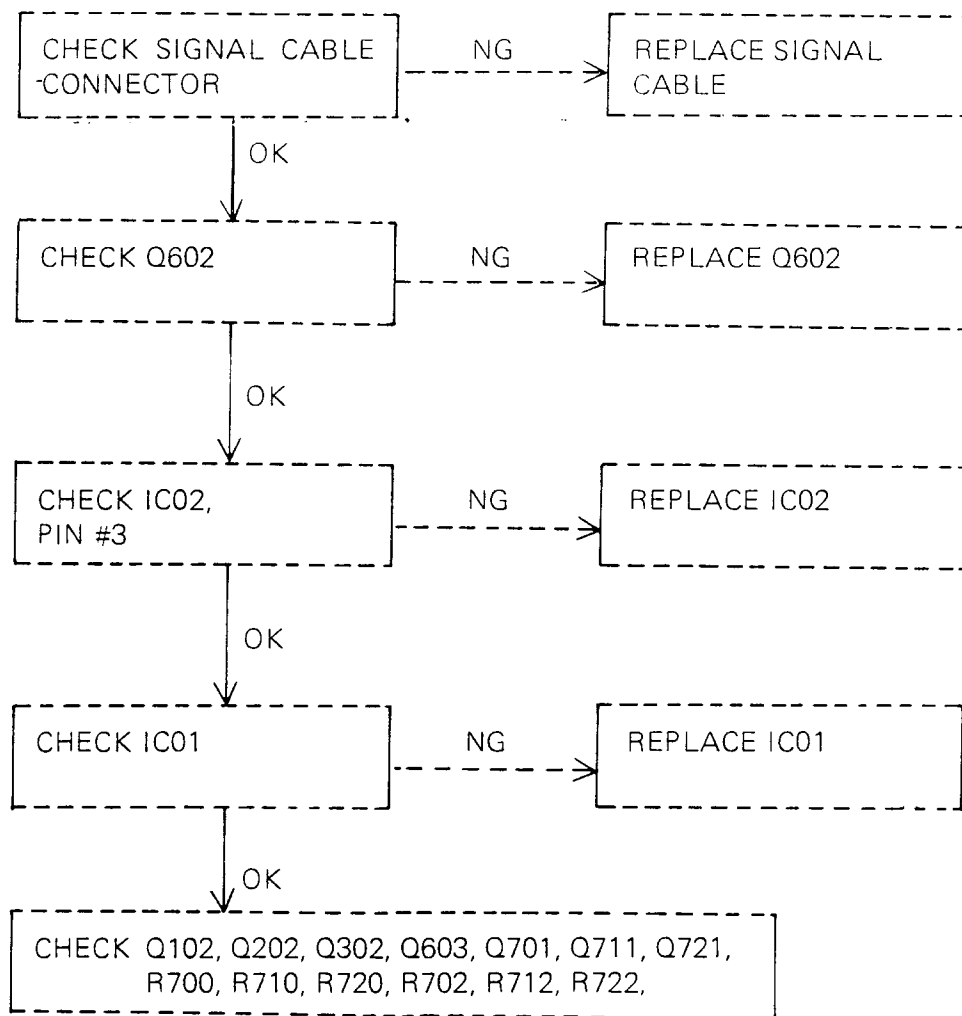 CHECK SIGNAL CABLE
CONNECTOR
NG
REPLACE SIGNAL
CABLE
OK
CHECK Q602
NG
REPLACE Q602
OK
CHECK IC02,
PIN #3
NG
REPLACE IC02
OK
CHECK IC01
NG
REPLACE IC01
OK
CHECK Q102, Q202, Q302, Q603, Q701, Q711, Q721,
R700, R710, R720, R702, R712, R722,